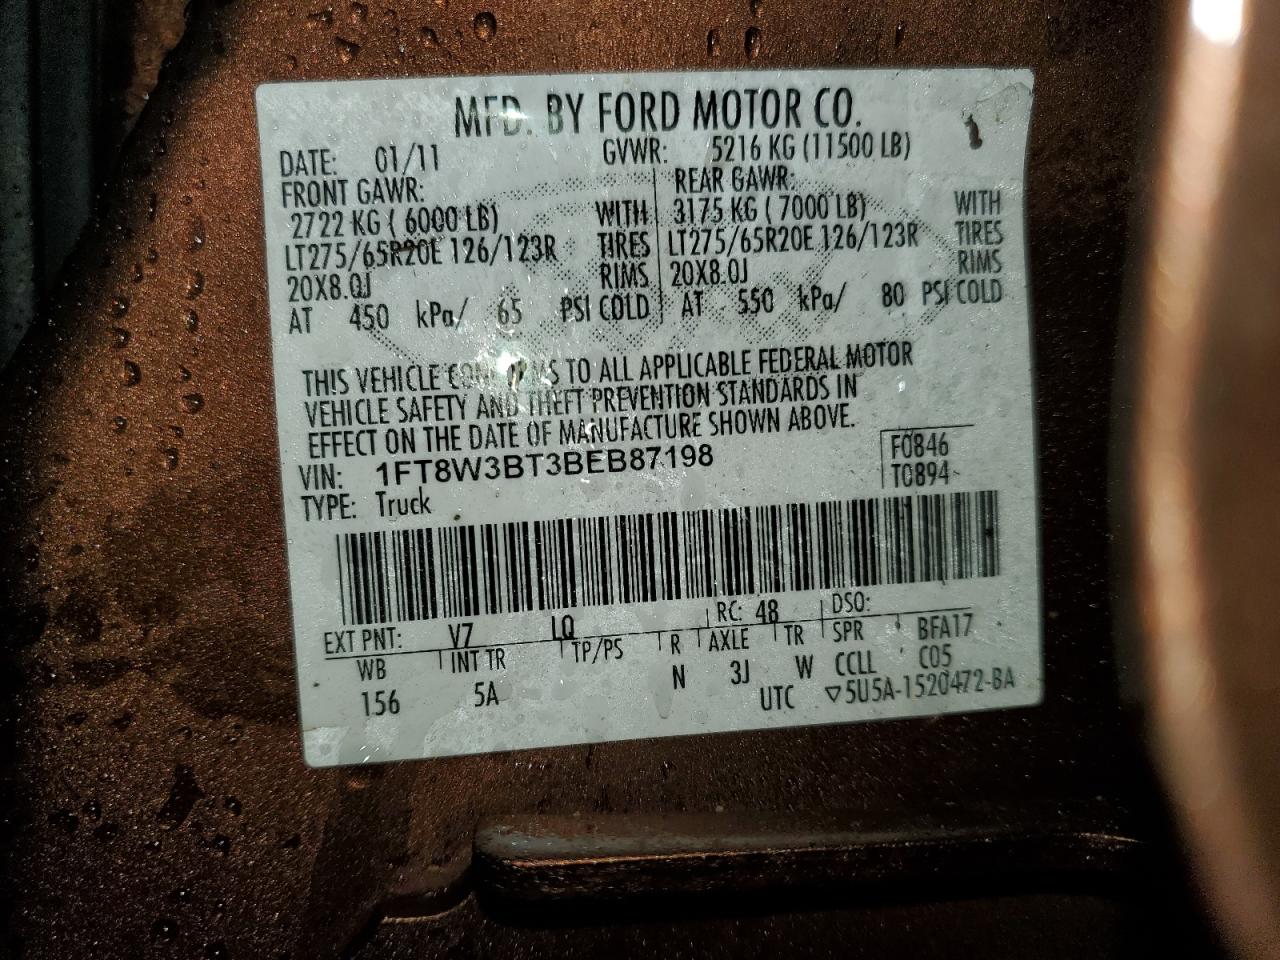 MFD. BY FORD MOTOR CO.
DATE: 01/11 GVWR: 5216 KG (11500 LB)
FRONT GAWR: REAR GAWR:
2722 KG ( 6000 LB) WITH 3175 KG ( 7000 LB) WITH
LT275/65R20E 126/123R TIRES LT275/65R20E 126/123R TIRES
20X8.0J RIMS 20X8.0J RIMS
AT 450 kPa/ 65 PSI COLD AT 550 kPa/ 80 PSI COLD
THIS VEHICLE CONFORMS TO ALL APPLICABLE FEDERAL MOTOR
VEHICLE SAFETY AND THEFT PREVENTION STANDARDS IN
EFFECT ON THE DATE OF MANUFACTURE SHOWN ABOVE.
VIN: 1FT8W3BT3BEB87198 F0846
TYPE: Truck T0894
EXT PNT: V7 LQ RC: 48 DSO:
WB INT TR TP/PS R AXLE TR SPR BFA17
156 5A N 3J W CCLL C05
UTC ▽5U5A-1520472-BA